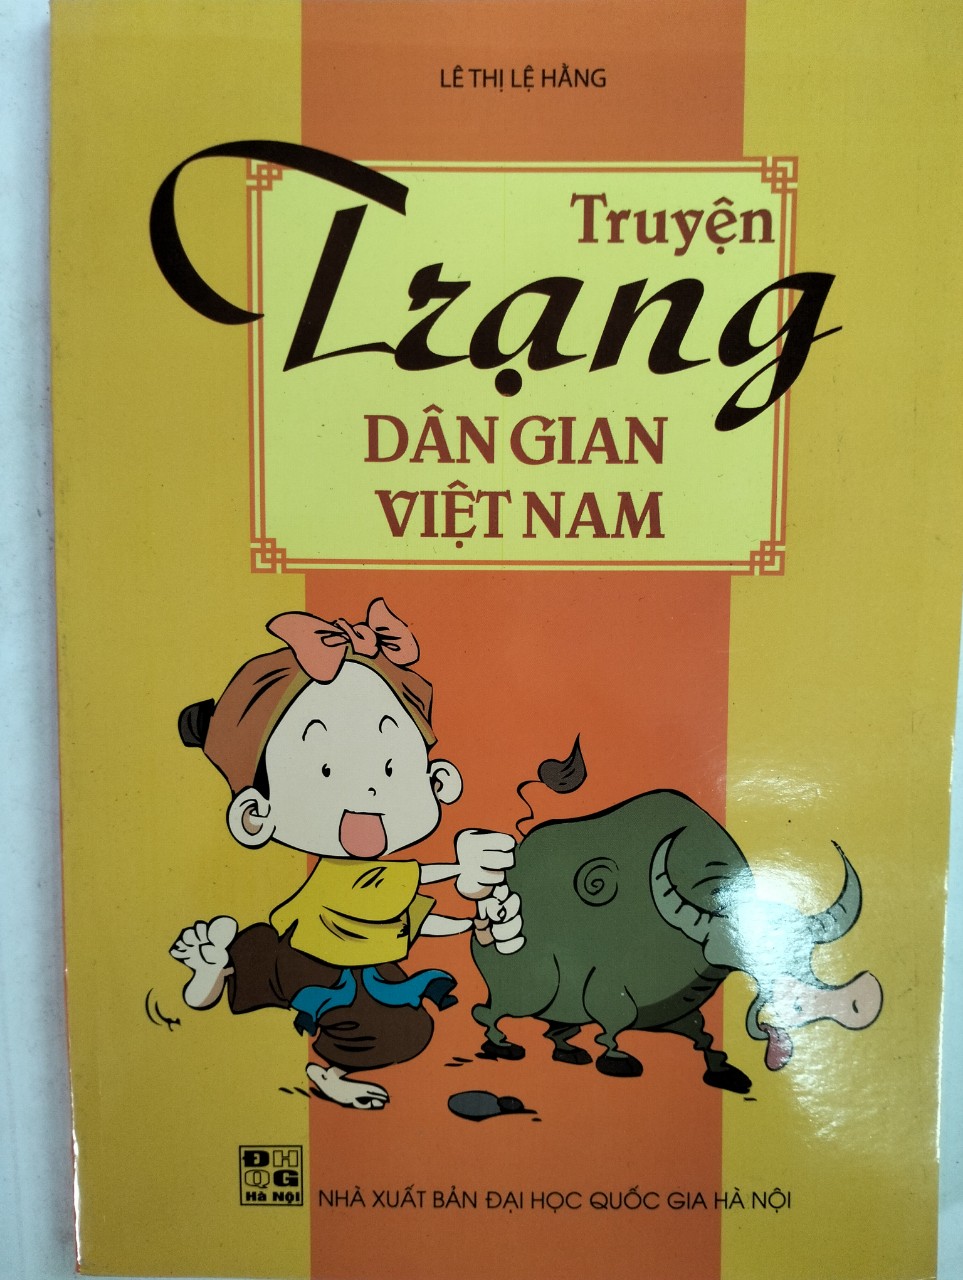 LÊ THỊ LỆ HẰNG
Truyện
Trạng
DÂN GIAN
VIỆT NAM
ĐH
QG
Hà Nội
NHÀ XUẤT BẢN ĐẠI HỌC QUỐC GIA HÀ NỘI